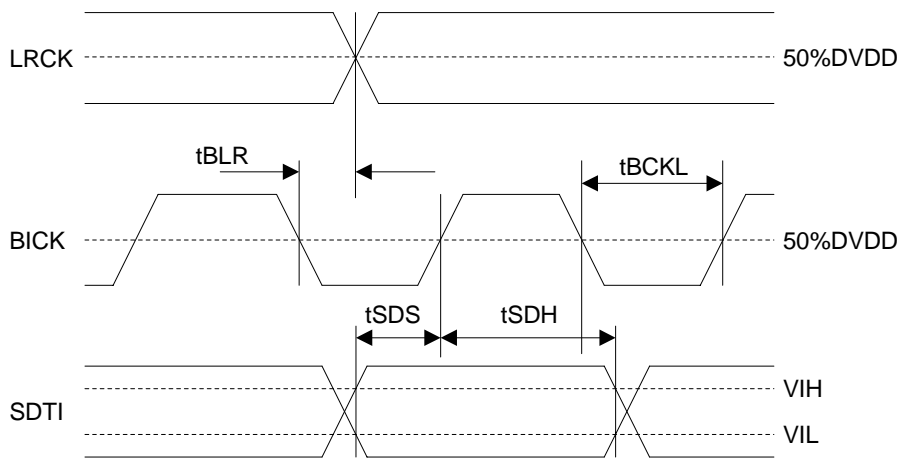 LRCK
50%DVDD
tBLR
tBCKL
BICK
50%DVDD
tSDS
tSDH
VIH
SDTI
VIL